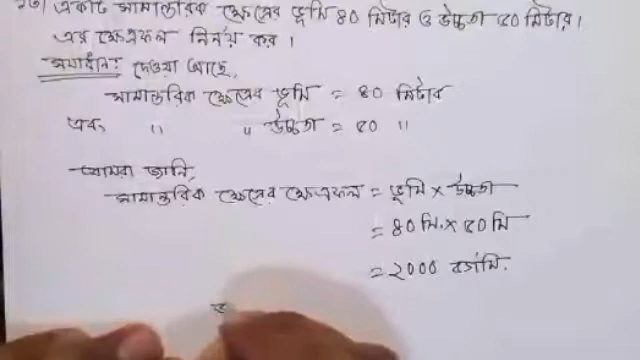 ২৩) একটি সামান্তরিক ক্ষেত্রের ভূমি ৪০ মিটার ও উচ্চতা ৫০ মিটার।
এর ক্ষেত্রফল নির্ণয় কর।
সমাধান: দেওয়া আছে,
সামান্তরিক ক্ষেত্রের ভূমি = ৪০ মিটার
এবং " " উচ্চতা = ৫০ "
আমরা জানি,
সামান্তরিক ক্ষেত্রের ক্ষেত্রফল = ভূমি × উচ্চতা
= ৪০ মি. × ৫০ মি
= ২০০০ বর্গমি.